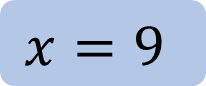 x = 9